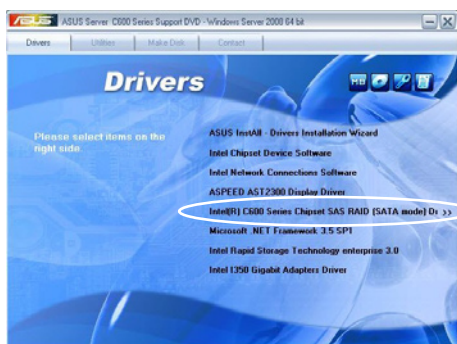 ASUS ASUS Server C600 Series Support DVD - Windows Server 2008 64 bit
Drivers Utilities Make Disk Contact
Drivers
Please select items on the
right side.
ASUS InstAll - Drivers Installation Wizard
Intel Chipset Device Software
Intel Network Connections Software
ASPEED AST2300 Display Driver
Intel(R) C600 Series Chipset SAS RAID (SATA mode) Dr >>
Microsoft .NET Framework 3.5 SP1
Intel Rapid Storage Technology enterprise 3.0
Intel I350 Gigabit Adapters Driver